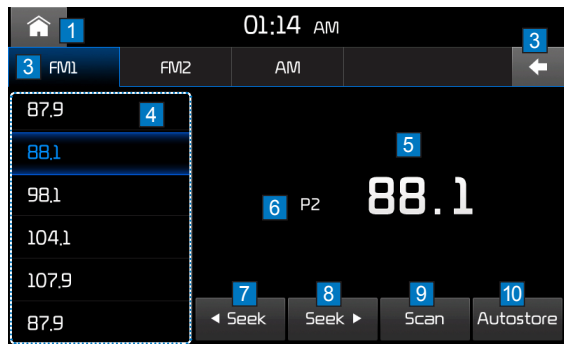 1
01:14 AM
3
3 FM1
FM2
AM
87.9
4
88.1
98.1
104.1
107.9
87.9
5
6
P2
88.1
7
8
9
10
◄ Seek
Seek ►
Scan
Autostore